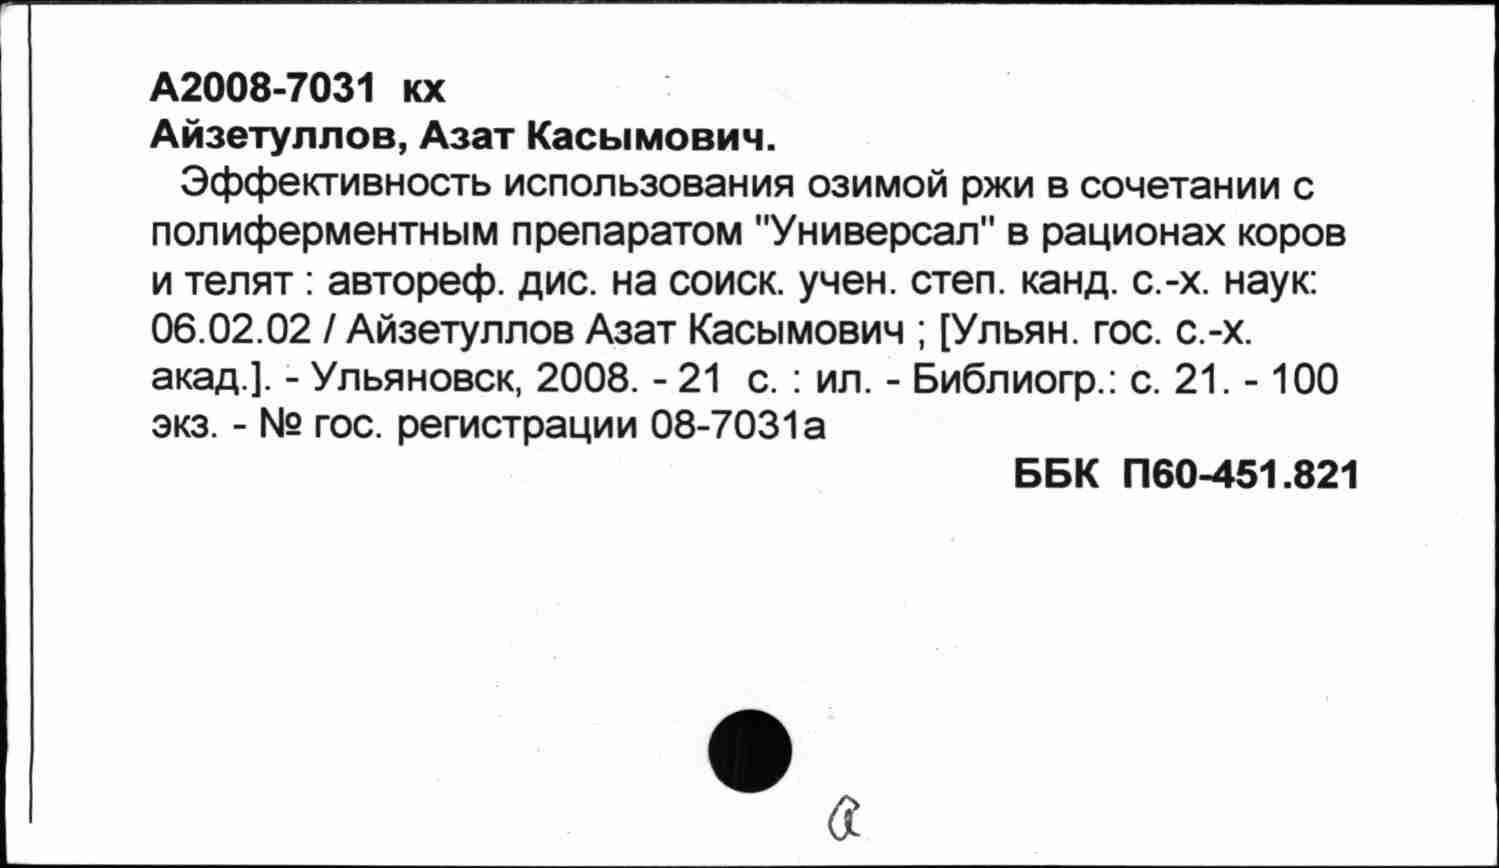 А2008-7031 кх
Айзетуллов, Азат Касымович.
Эффективность использования озимой ржи в сочетании с
полиферментным препаратом "Универсал" в рационах коров
и телят : автореф. дис. на соиск. учен. степ. канд. с.-х. наук:
06.02.02 / Айзетуллов Азат Касымович ; [Ульян. гос. с.-х.
акад.]. - Ульяновск, 2008. - 21 с. : ил. - Библиогр.: с. 21. - 100
экз. - № гос. регистрации 08-7031а
ББК П60-451.821
а